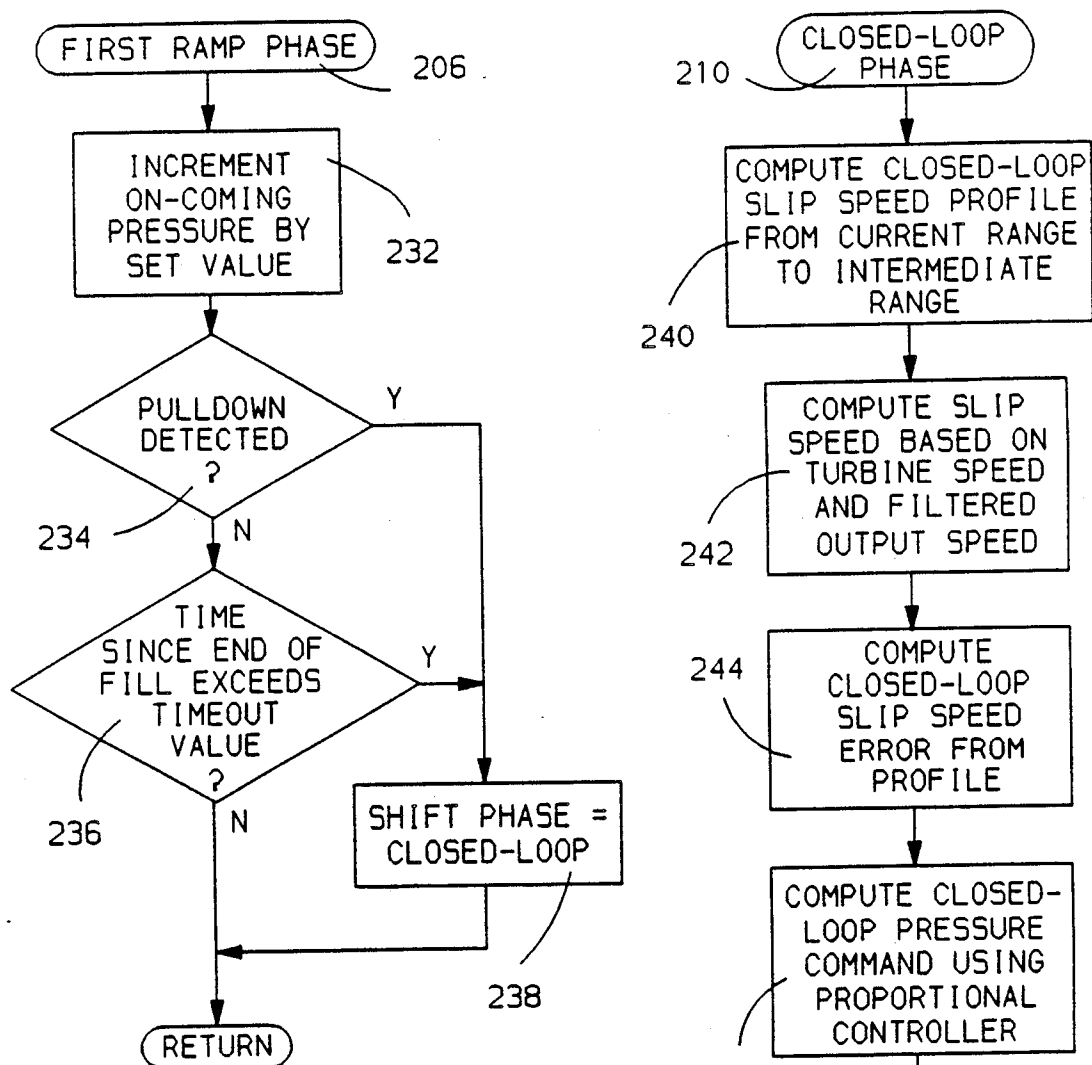 FIRST RAMP PHASE
206
INCREMENT
ON-COMING
PRESSURE BY
SET VALUE
232
PULLDOWN
DETECTED
?
Y
234
N
TIME
SINCE END OF
FILL EXCEEDS
TIMEOUT
VALUE
?
Y
236
N
SHIFT PHASE =
CLOSED-LOOP
238
RETURN
CLOSED-LOOP
PHASE
210
COMPUTE CLOSED-LOOP
SLIP SPEED PROFILE
FROM CURRENT RANGE
TO INTERMEDIATE
RANGE
240
COMPUTE SLIP
SPEED BASED ON
TURBINE SPEED
AND FILTERED
OUTPUT SPEED
242
COMPUTE
CLOSED-LOOP
SLIP SPEED
ERROR FROM
PROFILE
244
COMPUTE CLOSED-
LOOP PRESSURE
COMMAND USING
PROPORTIONAL
CONTROLLER